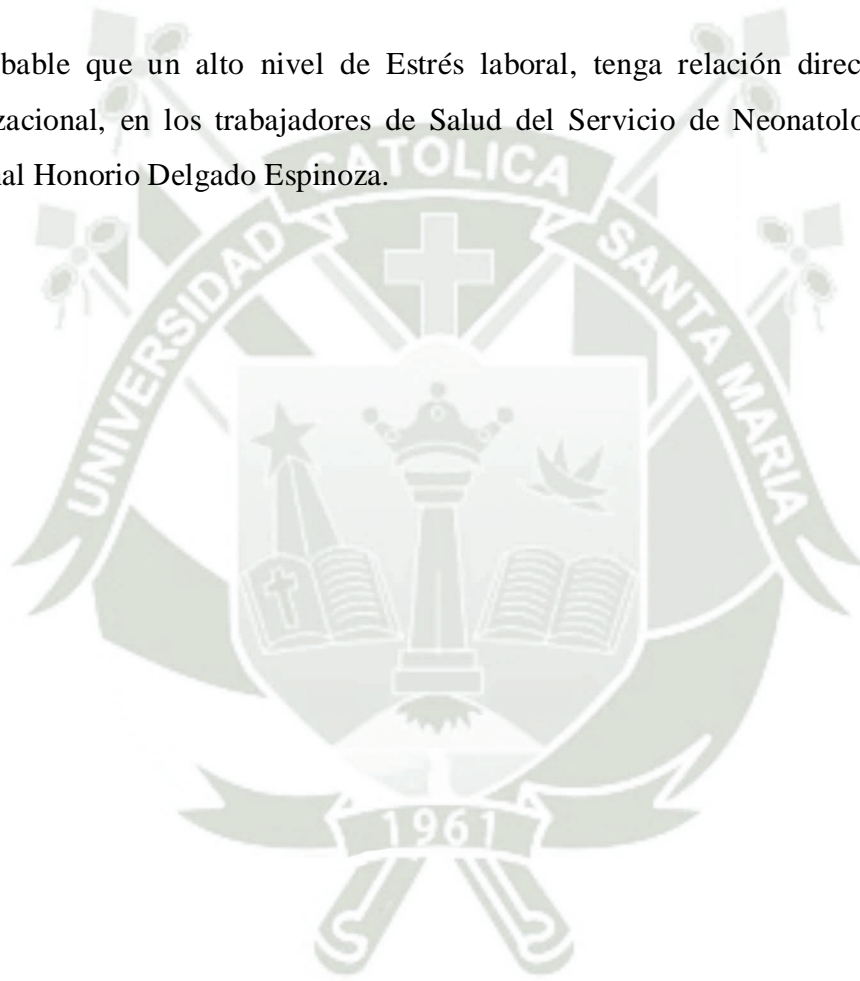 bable que un alto nivel de Estrés laboral, tenga relación direc
zacional, en los trabajadores de Salud del Servicio de Neonatolo
nal Honorio Delgado Espinoza.
UNIVERSIDAD CATOLICA SANTA MARIA
1961